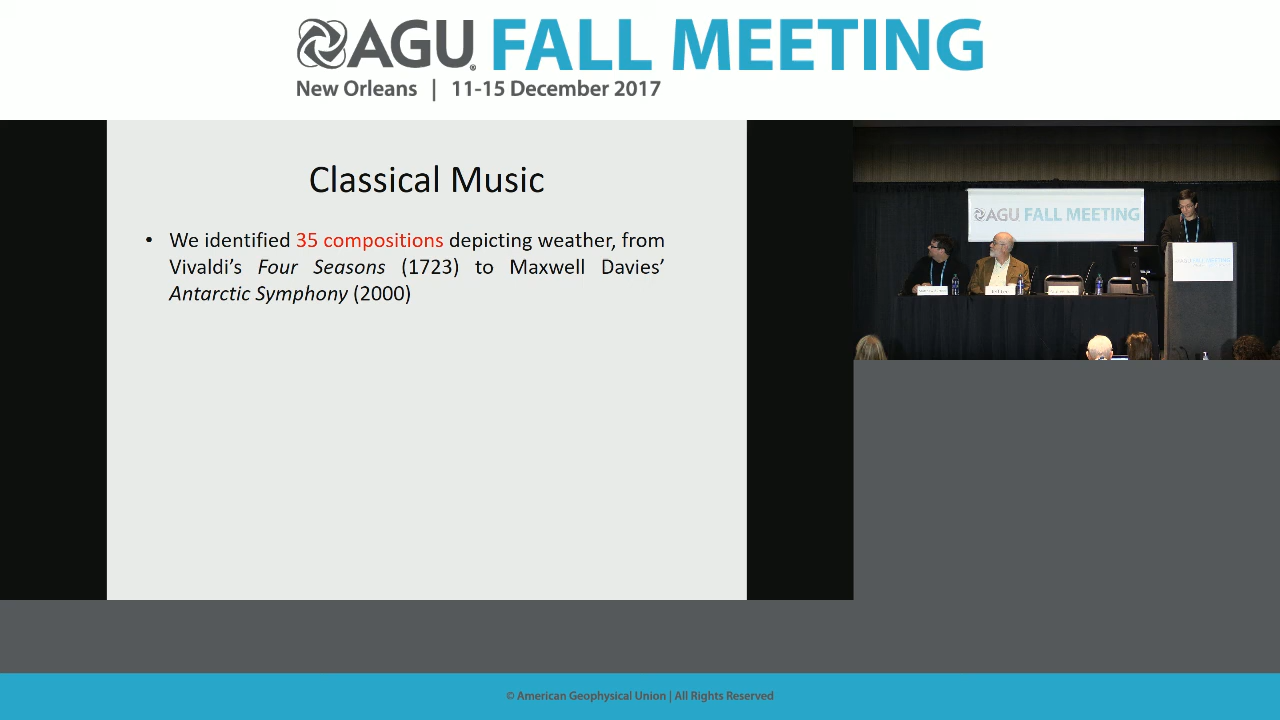 AGU FALL MEETING
New Orleans | 11-15 December 2017
Classical Music
• We identified 35 compositions depicting weather, from
Vivaldi’s Four Seasons (1723) to Maxwell Davies’
Antarctic Symphony (2000)
AGU FALL MEETING
© American Geophysical Union | All Rights Reserved